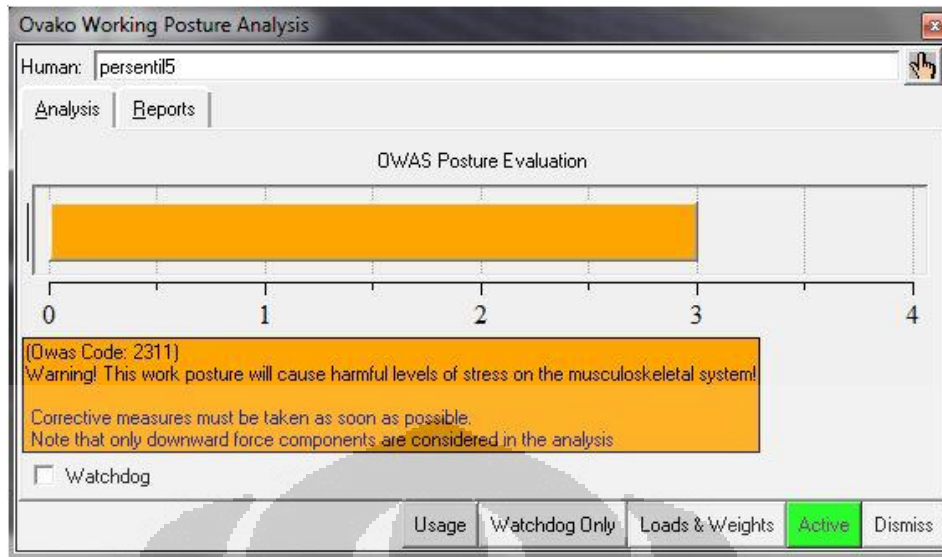 Ovako Working Posture Analysis
Human: persentil5
Analysis Reports
OWAS Posture Evaluation
0 1 2 3 4
(Owas Code: 2311)
Warning! This work posture will cause harmful levels of stress on the musculoskeletal system!
Corrective measures must be taken as soon as possible.
Note that only downward force components are considered in the analysis
Watchdog
Usage Watchdog Only Loads & Weights Active Dismiss